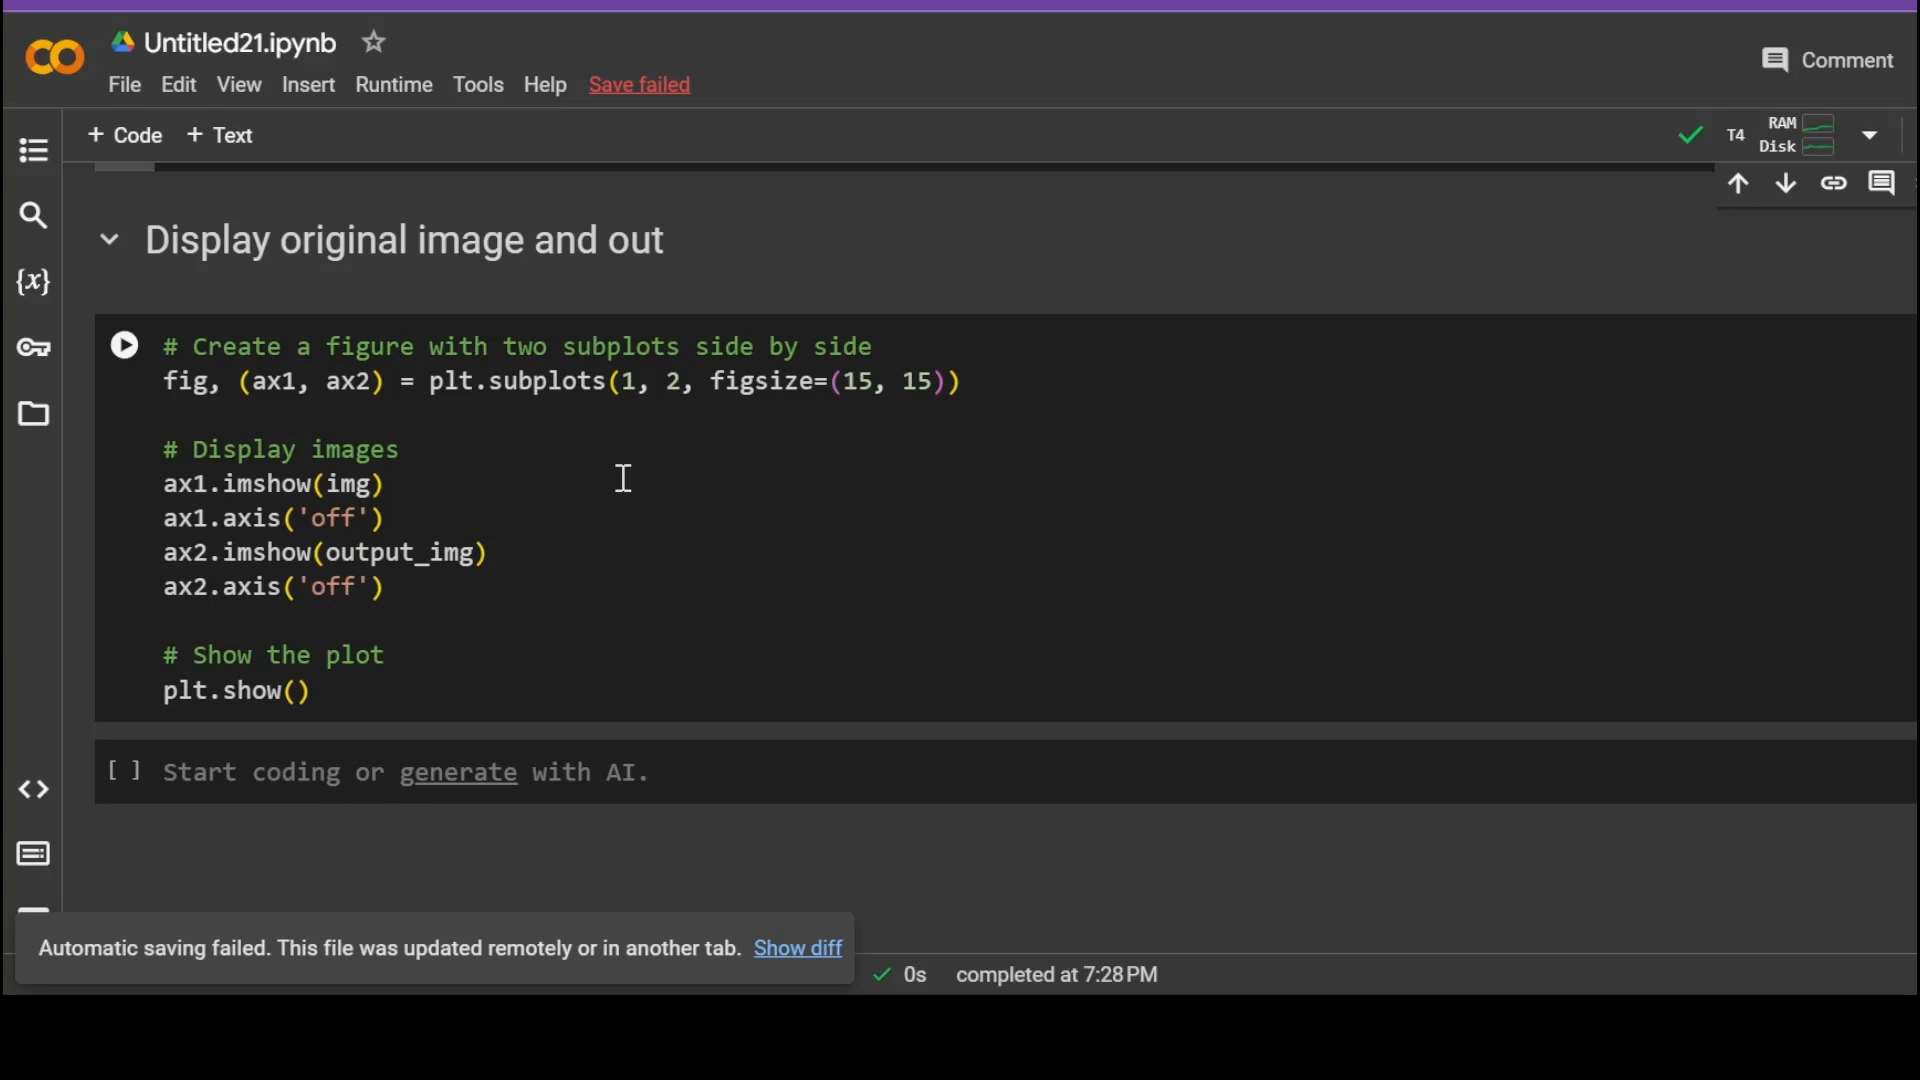 Untitled21.ipynb
Comment
File Edit View Insert Runtime Tools Help Save failed
+ Code + Text
T4
RAM
Disk
{x}
Display original image and out
# Create a figure with two subplots side by side
fig, (ax1, ax2) = plt.subplots(1, 2, figsize=(15, 15))
# Display images
ax1.imshow(img)
ax1.axis('off')
ax2.imshow(output_img)
ax2.axis('off')
# Show the plot
plt.show()
[ ] Start coding or generate with AI.
Automatic saving failed. This file was updated remotely or in another tab. Show diff
0s completed at 7:28 PM